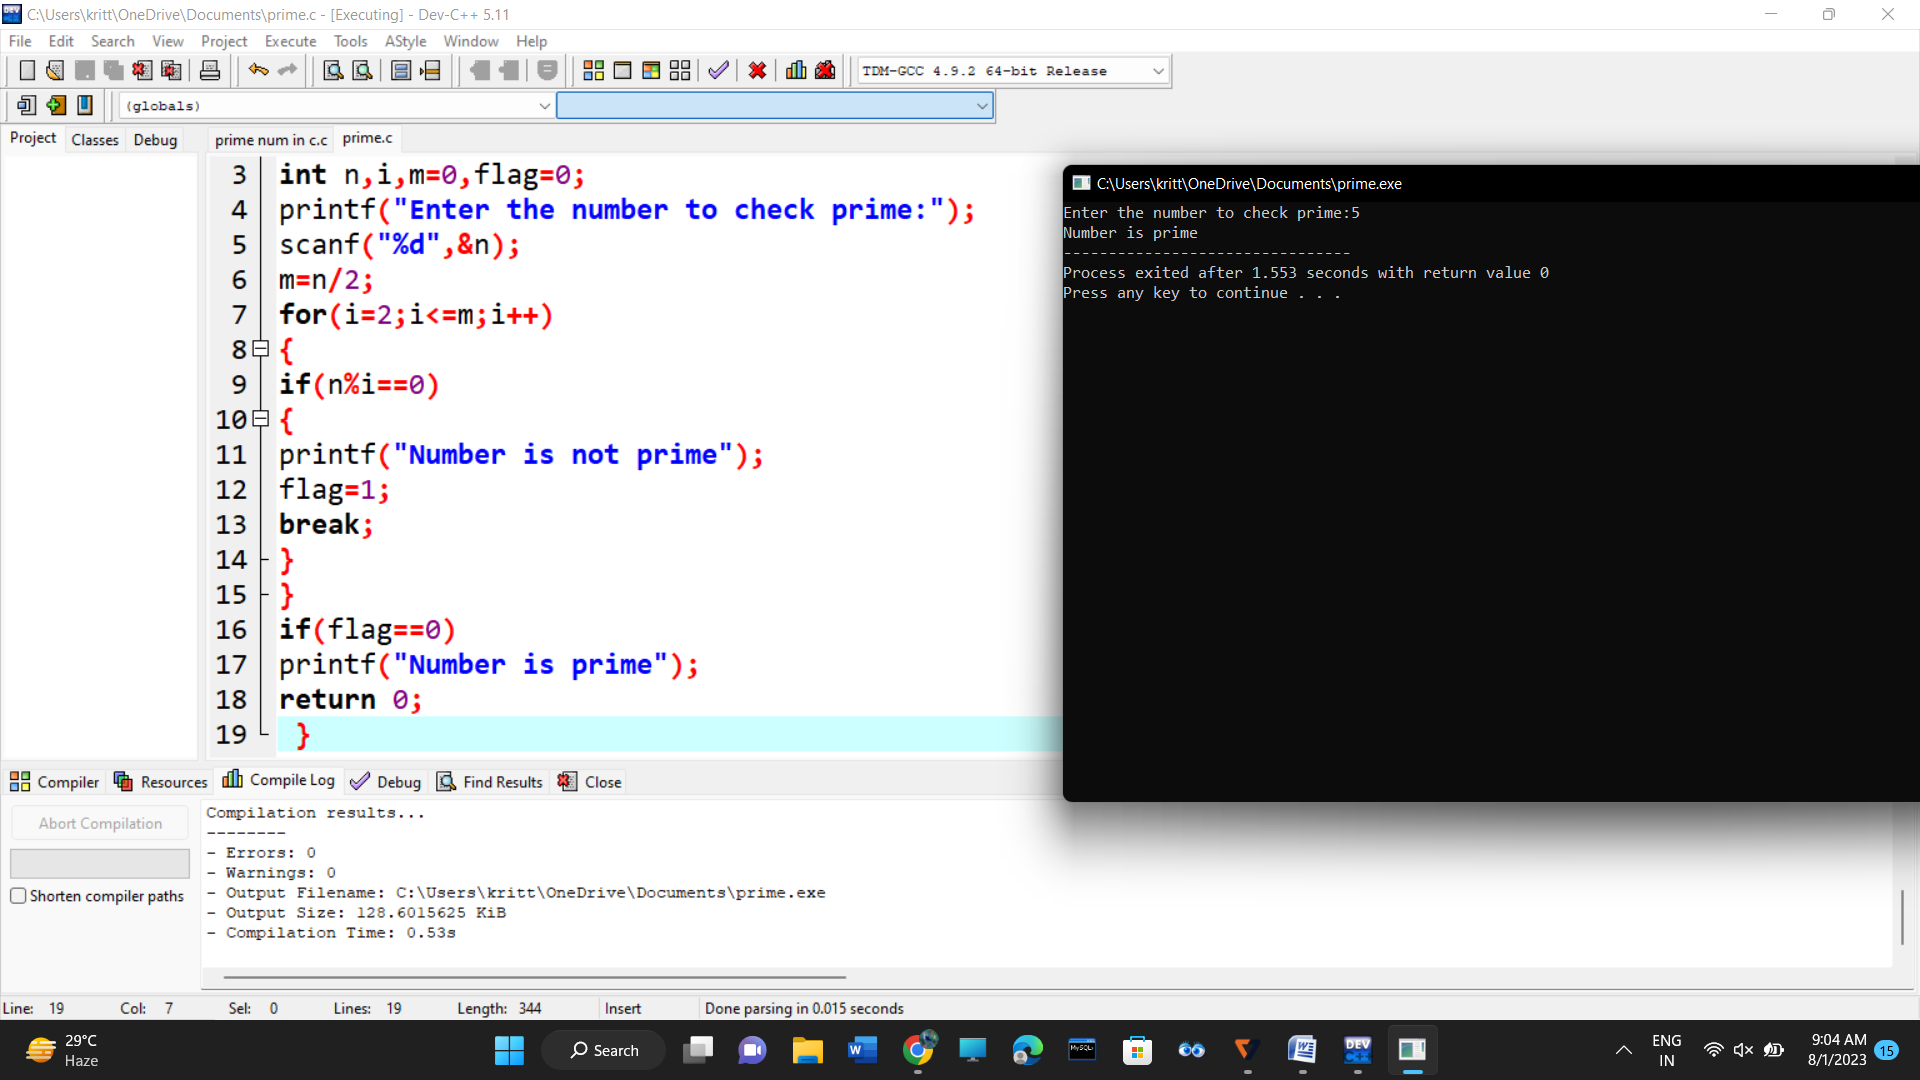 C:\Users\kritt\OneDrive\Documents\prime.c - [Executing] - Dev-C++ 5.11
File Edit Search View Project Execute Tools AStyle Window Help
TDM-GCC 4.9.2 64-bit Release
(globals)
Project Classes Debug
prime num in c.c prime.c
3 int n,i,m=0,flag=0;
4 printf("Enter the number to check prime:");
5 scanf("%d",&n);
6 m=n/2;
7 for(i=2;i<=m;i++)
8 {
9 if(n%i==0)
10 {
11 printf("Number is not prime");
12 flag=1;
13 break;
14 }
15 }
16 if(flag==0)
17 printf("Number is prime");
18 return 0;
19 }
C:\Users\kritt\OneDrive\Documents\prime.exe
Enter the number to check prime:5
Number is prime
--------------------------------
Process exited after 1.553 seconds with return value 0
Press any key to continue . . .
Compiler Resources Compile Log Debug Find Results Close
Abort Compilation
Shorten compiler paths
Compilation results...
--------
- Errors: 0
- Warnings: 0
- Output Filename: C:\Users\kritt\OneDrive\Documents\prime.exe
- Output Size: 128.6015625 KiB
- Compilation Time: 0.53s
Line: 19 Col: 7 Sel: 0 Lines: 19 Length: 344 Insert Done parsing in 0.015 seconds
29°C
Haze
Search
MySQL
DEV
C++
ENG
IN
9:04 AM
8/1/2023
15